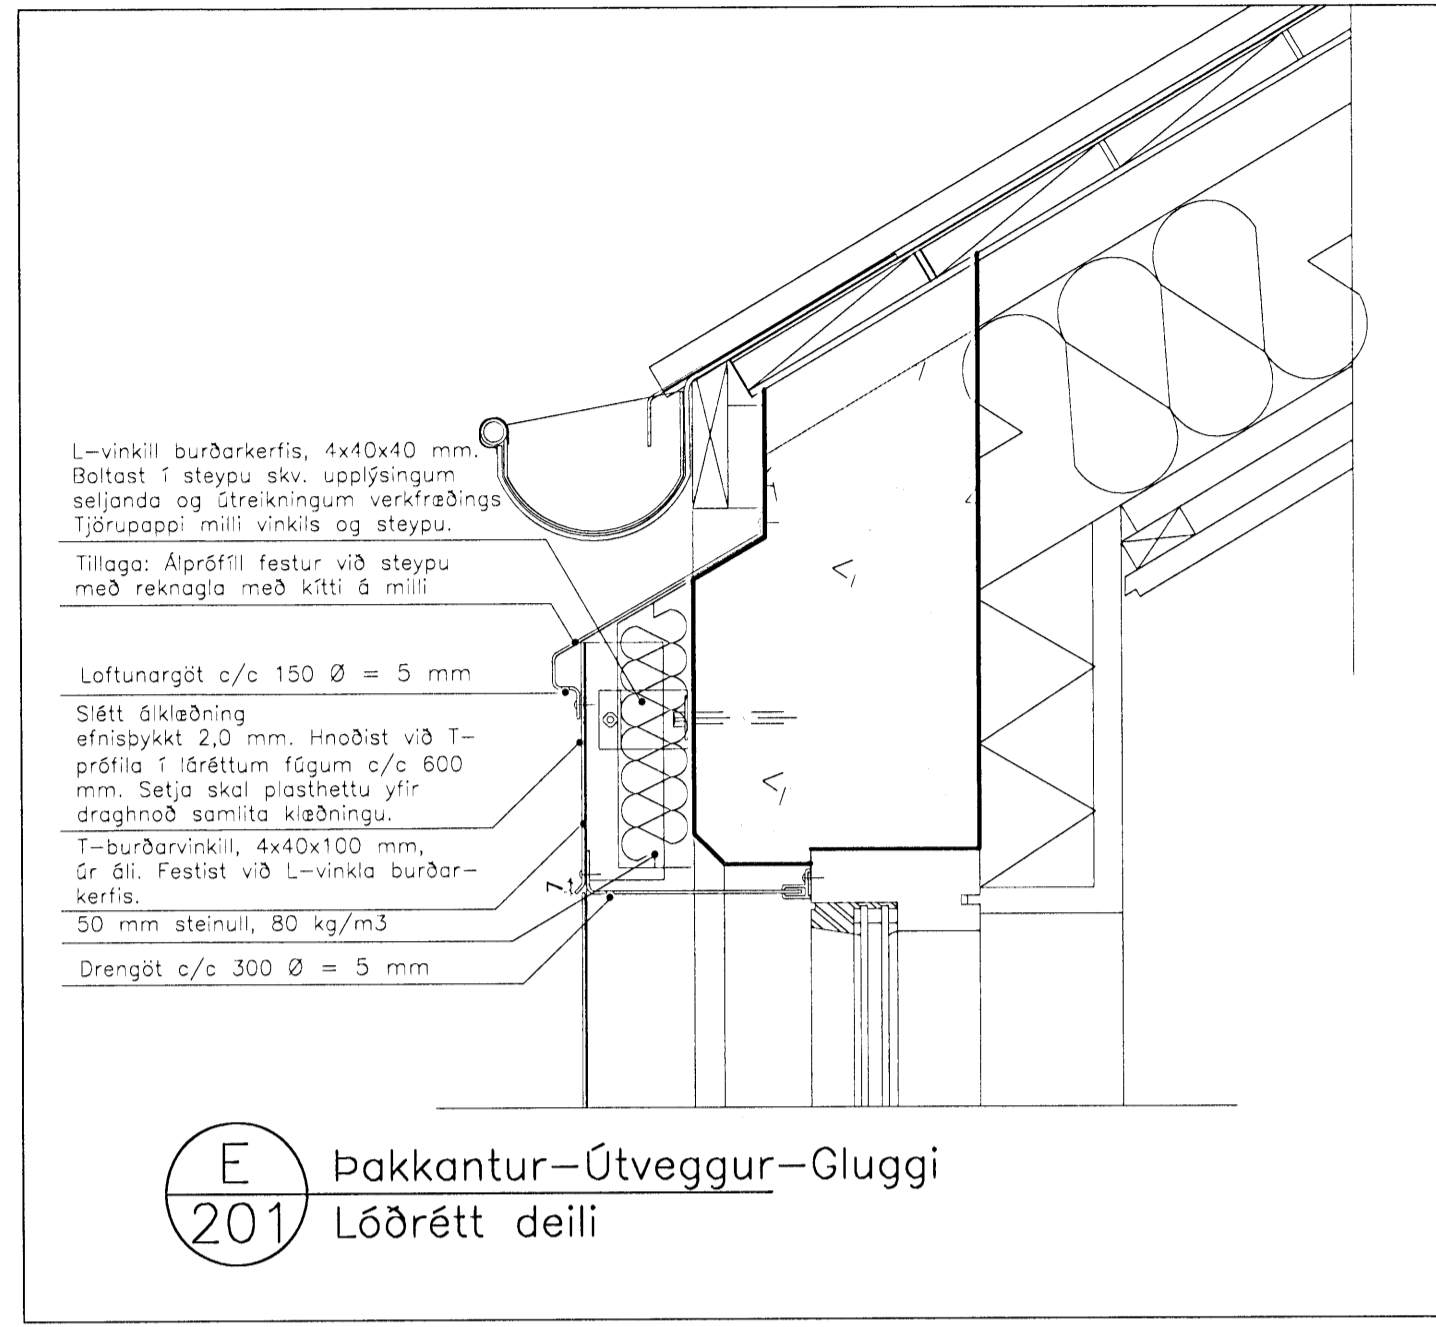 L-vinkill burðarkerfis, 4x40x40 mm.
Boltast í steypu skv. upplýsingum
seljanda og útreikningum verkfræðings
Tjörupappi milli vinkils og steypu.
Tillaga: Álprófíll festur við steypu
með reknagla með kítti á milli
Loftunargöt c/c 150 Ø = 5 mm
Slétt álklæðning
efnisþykkt 2,0 mm. Hnoðist við T-
prófíla í láréttum fúgum c/c 600
mm. Setja skal plasthettu yfir
draghnoð samlita klæðningu.
T-burðarvinkill, 4x40x100 mm,
úr áli. Festist við L-vinkla burðar-
kerfis.
50 mm steinull, 80 kg/m3
Drengöt c/c 300 Ø = 5 mm
7
E
201
Þakkantur-Útveggur-Gluggi
Lóðrétt deili